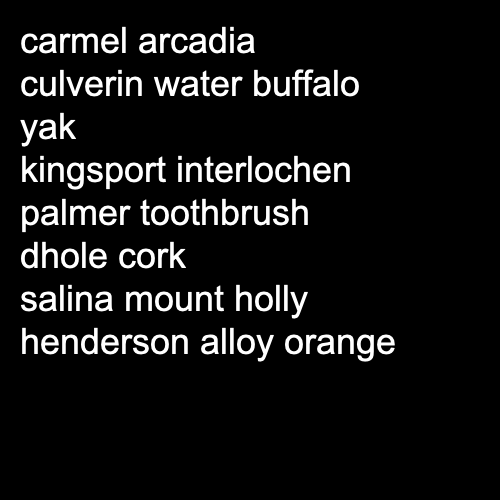 carmel arcadia
culverin water buffalo
yak
kingsport interlochen
palmer toothbrush
dhole cork
salina mount holly
henderson alloy orange